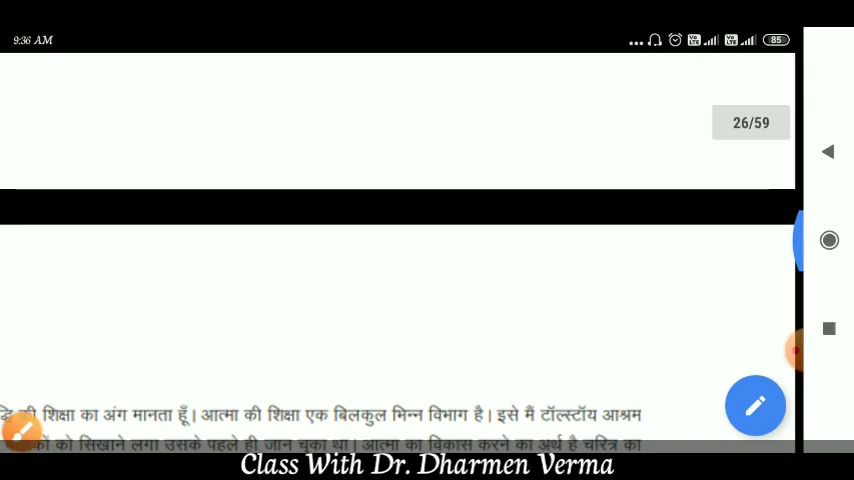 9:36 AM
85
26/59
की शिक्षा का अंग मानता हूँ। आत्मा की शिक्षा एक बिलकुल भिन्न विभाग है। इसे मैं टॉल्स्टॉय आश्रम
को सिखाने लगा उसके पहले ही जान चुका था। आत्मा का विकास करने का अर्थ है चरित्र का
Class With Dr. Dharmen Verma